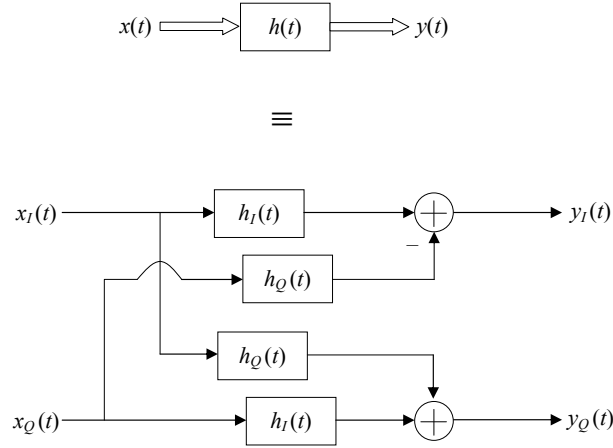 x(t) h(t) y(t)
≡
x_I(t) h_I(t) + y_I(t)
−
h_Q(t)
h_Q(t)
x_Q(t) h_I(t) + y_Q(t)